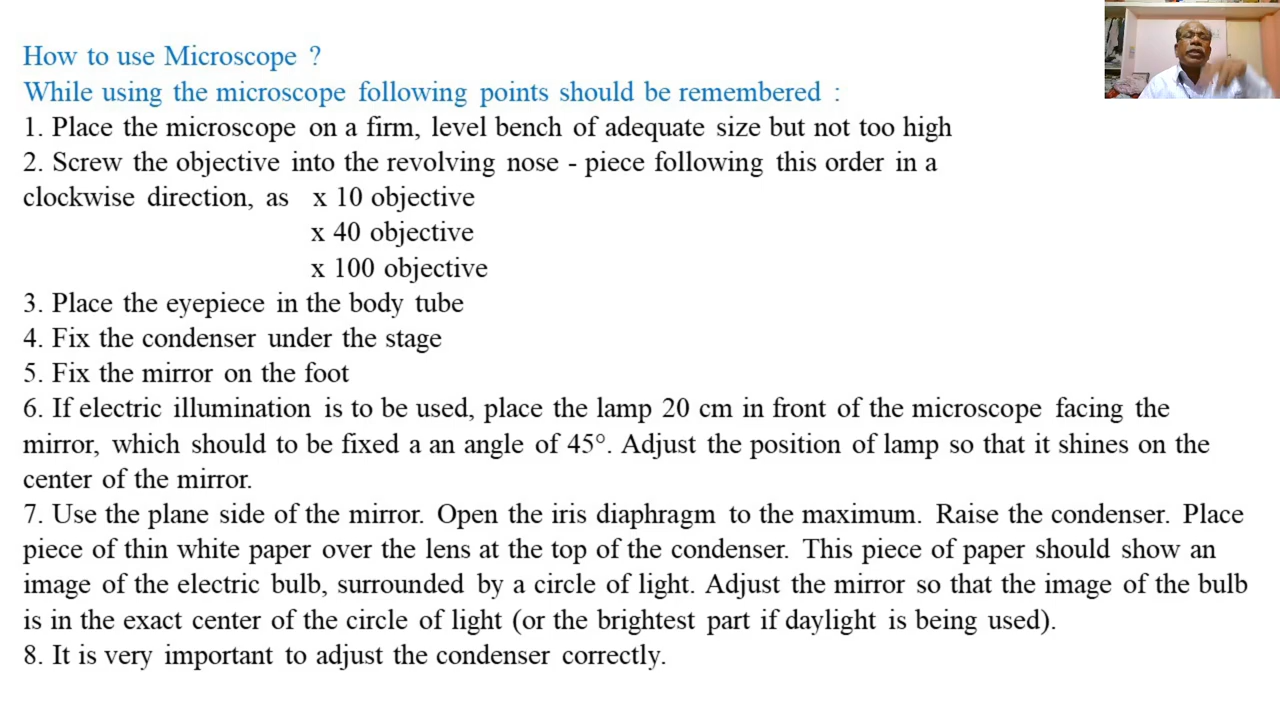 How to use Microscope ?
While using the microscope following points should be remembered :
1. Place the microscope on a firm, level bench of adequate size but not too high
2. Screw the objective into the revolving nose - piece following this order in a
clockwise direction, as x 10 objective
x 40 objective
x 100 objective
3. Place the eyepiece in the body tube
4. Fix the condenser under the stage
5. Fix the mirror on the foot
6. If electric illumination is to be used, place the lamp 20 cm in front of the microscope facing the
mirror, which should to be fixed a an angle of 45°. Adjust the position of lamp so that it shines on the
center of the mirror.
7. Use the plane side of the mirror. Open the iris diaphragm to the maximum. Raise the condenser. Place
piece of thin white paper over the lens at the top of the condenser. This piece of paper should show an
image of the electric bulb, surrounded by a circle of light. Adjust the mirror so that the image of the bulb
is in the exact center of the circle of light (or the brightest part if daylight is being used).
8. It is very important to adjust the condenser correctly.